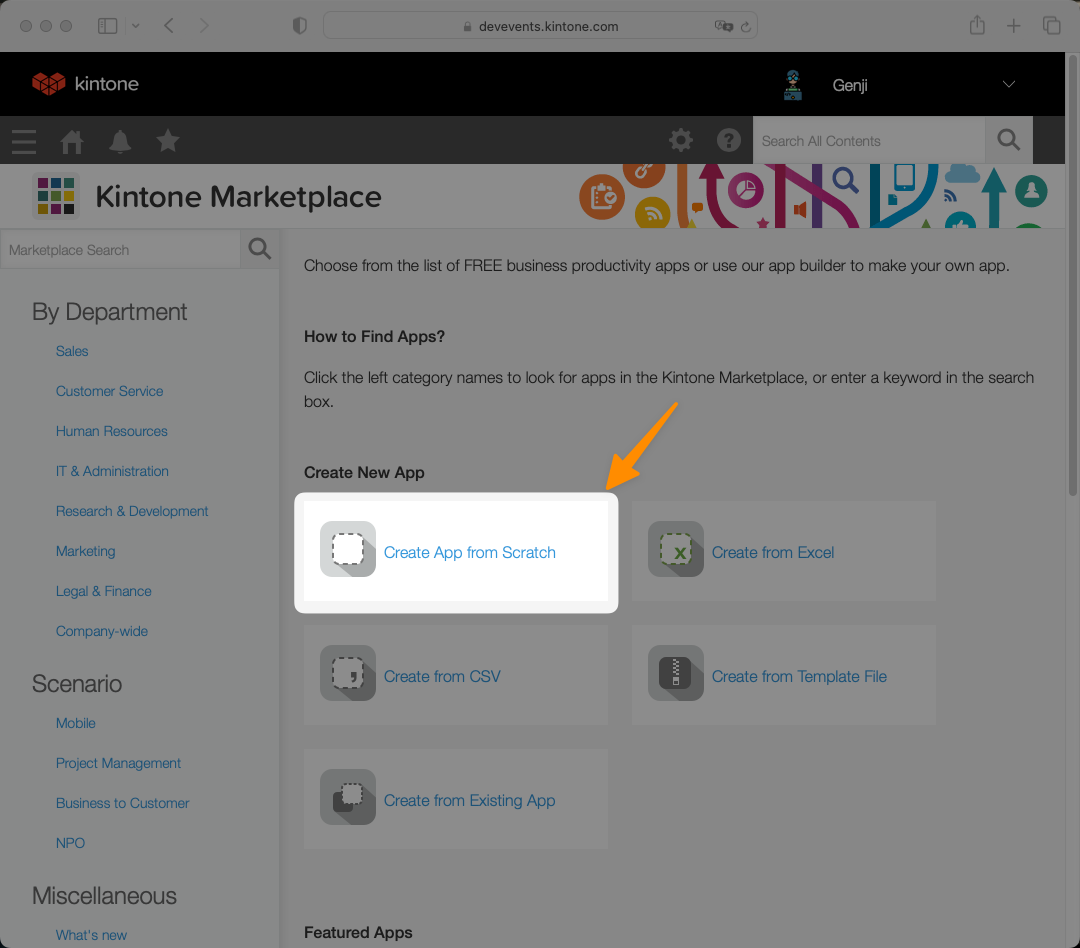 devevents.kintone.com
kintone
Genji
Search All Contents
Kintone Marketplace
Marketplace Search
By Department
Sales
Customer Service
Human Resources
IT & Administration
Research & Development
Marketing
Legal & Finance
Company-wide
Scenario
Mobile
Project Management
Business to Customer
NPO
Miscellaneous
What's new
Choose from the list of FREE business productivity apps or use our app builder to make your own app.
How to Find Apps?
Click the left category names to look for apps in the Kintone Marketplace, or enter a keyword in the search
box.
Create New App
Create App from Scratch
Create from Excel
Create from CSV
Create from Template File
Create from Existing App
Featured Apps